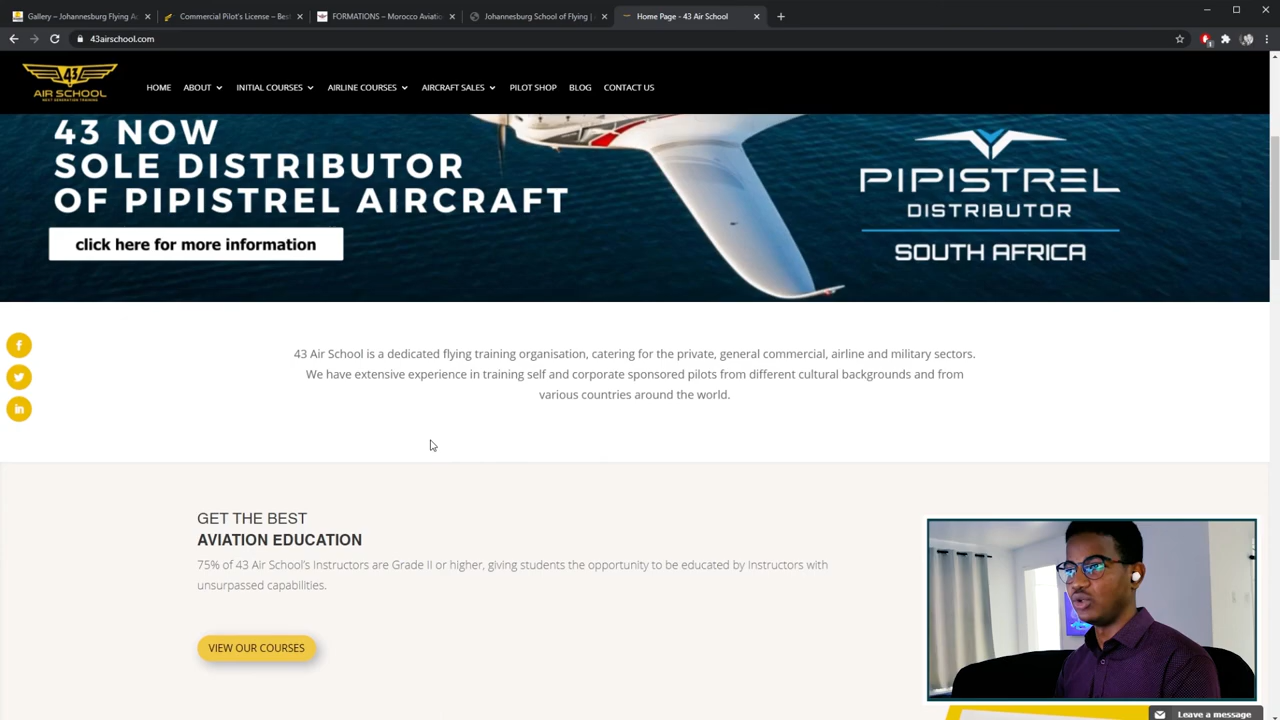 Gallery – Johannesburg Flying Ac
Commercial Pilot's License – Best
FORMATIONS – Morocco Aviatio
Johannesburg School of Flying |
Home Page - 43 Air School
43airschool.com
43
AIR SCHOOL
NEXT GENERATION TRAINING
HOME
ABOUT
INITIAL COURSES
AIRLINE COURSES
AIRCRAFT SALES
PILOT SHOP
BLOG
CONTACT US
43 NOW
SOLE DISTRIBUTOR
OF PIPISTREL AIRCRAFT
click here for more information
PIPISTREL
DISTRIBUTOR
SOUTH AFRICA
43 Air School is a dedicated flying training organisation, catering for the private, general commercial, airline and military sectors.
We have extensive experience in training self and corporate sponsored pilots from different cultural backgrounds and from
various countries around the world.
GET THE BEST
AVIATION EDUCATION
75% of 43 Air School's Instructors are Grade II or higher, giving students the opportunity to be educated by Instructors with
unsurpassed capabilities.
VIEW OUR COURSES
Leave a message